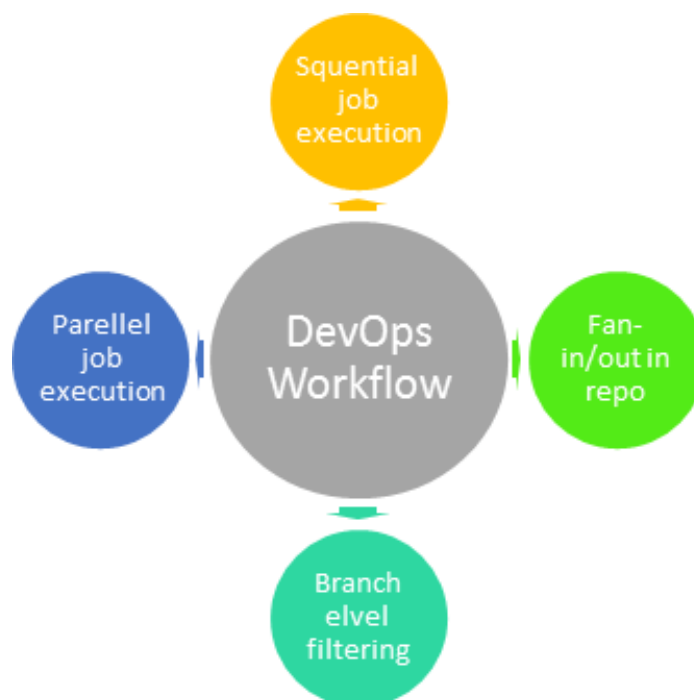 Squential
job
execution
Parellel
job
execution
DevOps
Workflow
Fan-
in/out in
repo
Branch
elvel
filtering